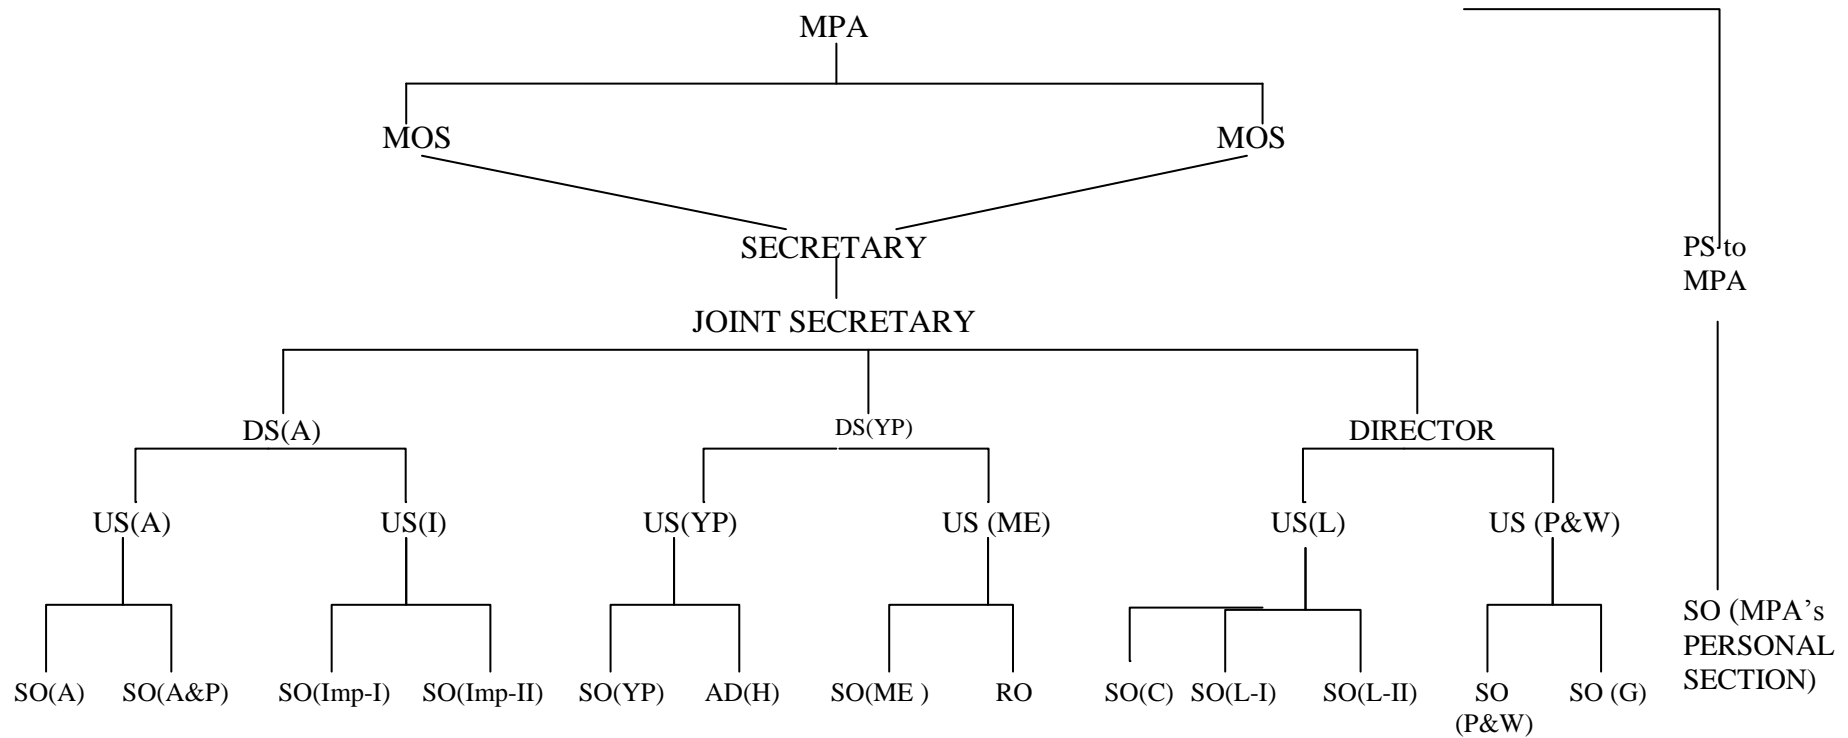 MPA
MOS
MOS
SECRETARY
PS to
MPA
JOINT SECRETARY
DS(A)
DS(YP)
DIRECTOR
US(A)
US(I)
US(YP)
US (ME)
US(L)
US (P&W)
SO(A)
SO(A&P)
SO(Imp-I)
SO(Imp-II)
SO(YP)
AD(H)
SO(ME )
RO
SO(C)
SO(L-I)
SO(L-II)
SO
(P&W)
SO (G)
SO (MPA’s
PERSONAL
SECTION)